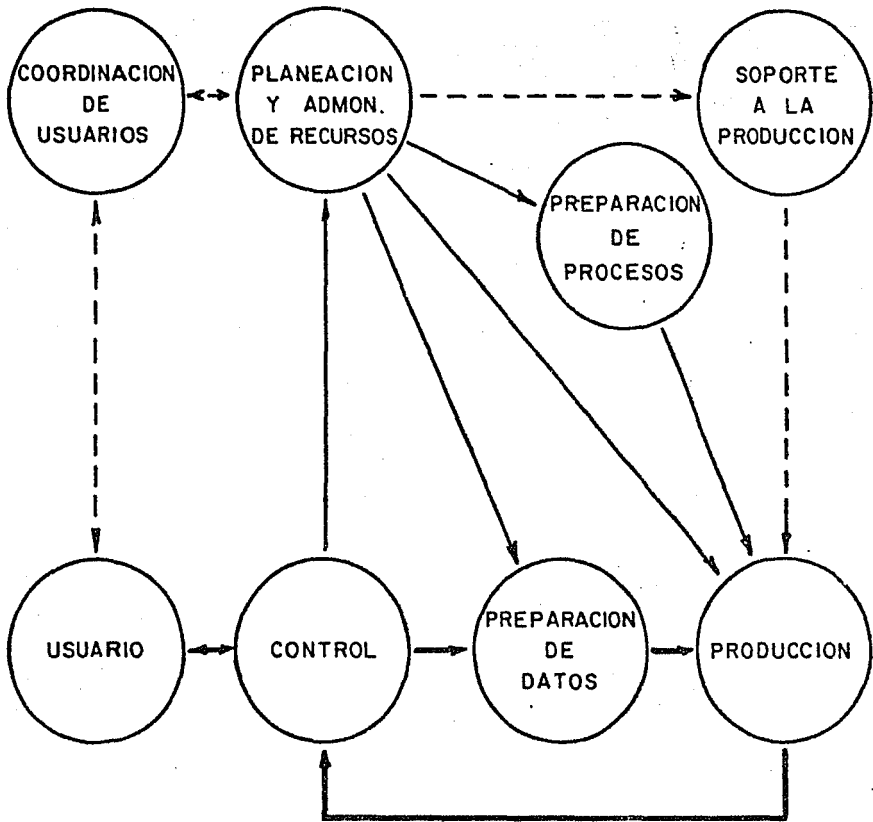 COORDINACION
DE
USUARIOS
PLANEACION
Y ADMON.
DE RECURSOS
SOPORTE
A LA
PRODUCCION
PREPARACION
DE
PROCESOS
USUARIO
CONTROL
PREPARACION
DE
DATOS
PRODUCCION